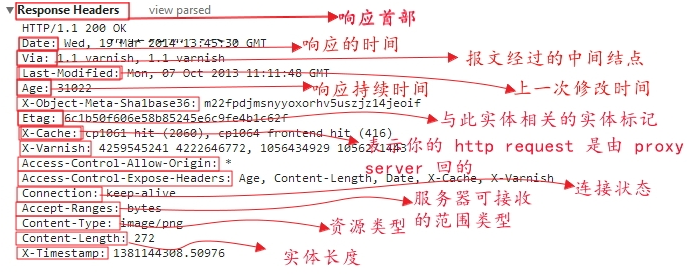 Response Headers view parsed 响应首部
HTTP/1.1 200 OK
Date: Wed, 19 Mar 2014 13:45:30 GMT 响应的时间
Via: 1.1 varnish, 1.1 varnish 报文经过的中间结点
Last-Modified: Mon, 07 Oct 2013 11:11:48 GMT
Age: 31022 响应持续时间 上一次修改时间
X-Object-Meta-Sha1base36: m22fpdjmsnyyoxorhv5uszjz14jeoif
Etag: 6c1b50f606e58b85245e6c9fe4b1c62f 与此实体相关的实体标记
X-Cache: cp1061 hit (2060), cp1064 frontend hit (416)
X-Varnish: 4259545241 4222646772, 1056434929 表示你的 http request 是由 proxy
Access-Control-Allow-Origin: * server 回的
Access-Control-Expose-Headers: Age, Content-Length, Date, X-Cache, X-Varnish
Connection: keep-alive 连接状态
Accept-Ranges: bytes 服务器可接收
的范围类型
Content-Type: image/png 资源类型
Content-Length: 272
X-Timestamp: 1381144308.50976 实体长度